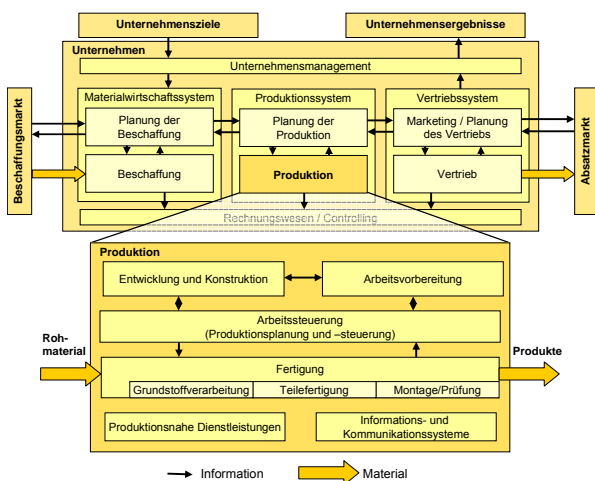 Unternehmensziele
Unternehmensergebnisse
Unternehmen
Unternehmensmanagement
Beschaffungsmarkt
Materialwirtschaftssystem
Planung der
Beschaffung
Beschaffung
Produktionssystem
Planung der
Produktion
Produktion
Vertriebssystem
Marketing / Planung
des Vertriebs
Vertrieb
Absatzmarkt
Rechnungswesen / Controlling
Produktion
Entwicklung und Konstruktion
Arbeitsvorbereitung
Arbeitssteuerung
(Produktionsplanung und –steuerung)
Roh-
material
Produkte
Fertigung
Grundstoffverarbeitung
Teilefertigung
Montage/Prüfung
Produktionsnahe Dienstleistungen
Informations- und
Kommunikationssysteme
Information
Material